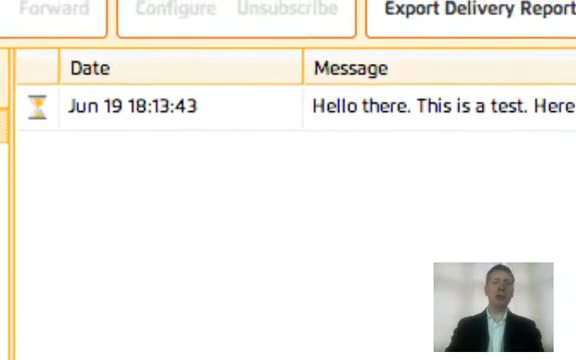 Forward Configure Unsubscribe Export Delivery Report
Date Message
Jun 19 18:13:43 Hello there. This is a test. Here